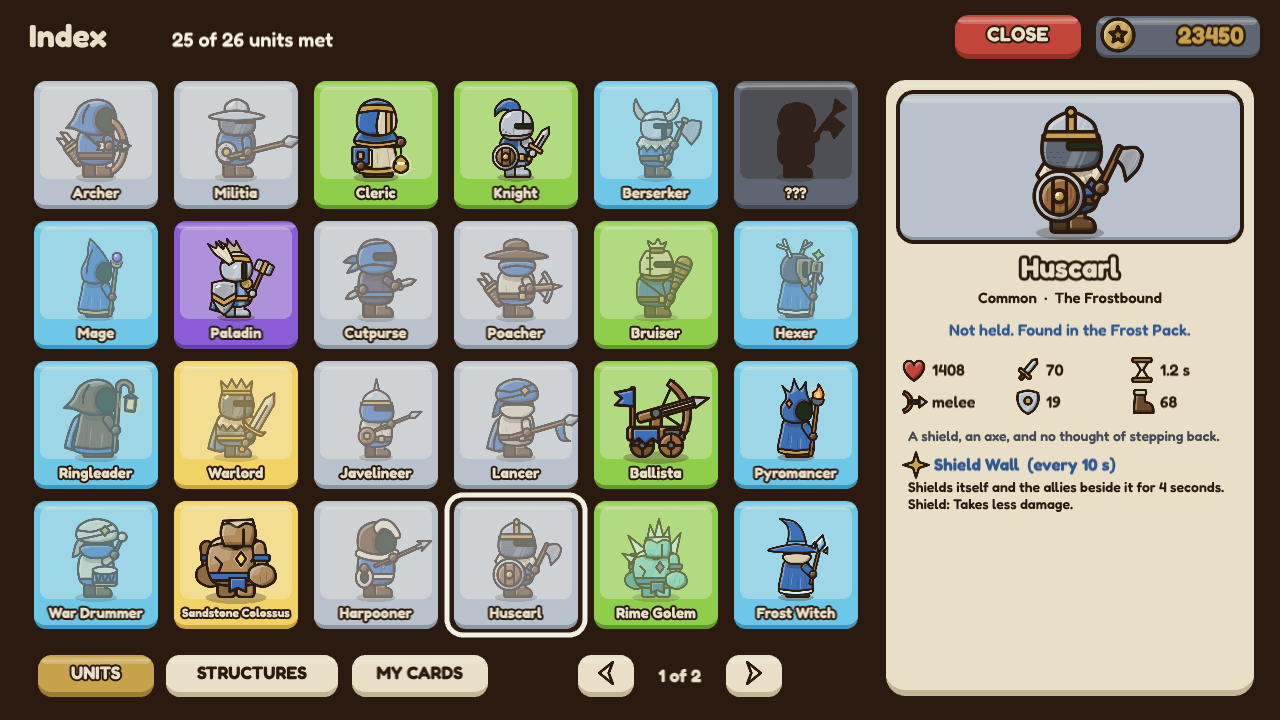 Index
25 of 26 units met
CLOSE
23450
Archer
Militia
Cleric
Knight
Berserker
???
Mage
Paladin
Cutpurse
Poacher
Bruiser
Hexer
Ringleader
Warlord
Javelineer
Lancer
Ballista
Pyromancer
War Drummer
Sandstone Colossus
Harpooner
Huscarl
Rime Golem
Frost Witch
UNITS
STRUCTURES
MY CARDS
1 of 2
Huscarl
Common · The Frostbound
Not held. Found in the Frost Pack.
1408
70
1.2 s
melee
19
68
A shield, an axe, and no thought of stepping back.
Shield Wall (every 10 s)
Shields itself and the allies beside it for 4 seconds.
Shield: Takes less damage.